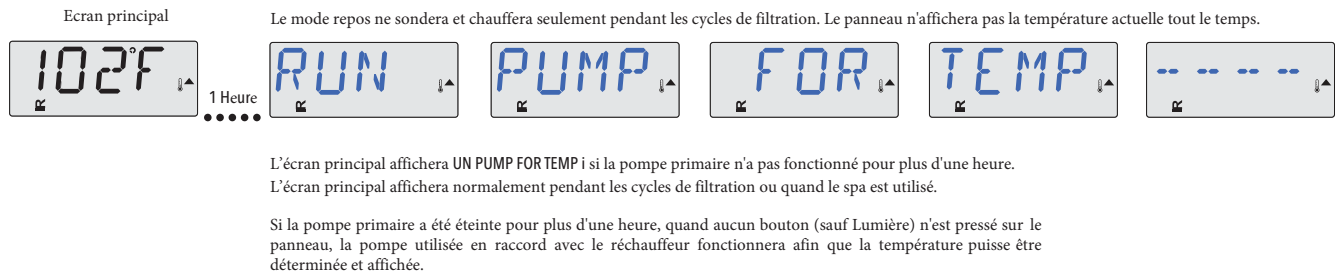 Ecran principal
Le mode repos ne sondera et chauffera seulement pendant les cycles de filtration. Le panneau n'affichera pas la température actuelle tout le temps.
102°F
R
1 Heure
RUN
R
PUMP
R
FOR
R
TEMP
R
-- -- -- --
R
L'écran principal affichera UN PUMP FOR TEMP i si la pompe primaire n'a pas fonctionné pour plus d'une heure.
L'écran principal affichera normalement pendant les cycles de filtration ou quand le spa est utilisé.
Si la pompe primaire a été éteinte pour plus d'une heure, quand aucun bouton (sauf Lumière) n'est pressé sur le
panneau, la pompe utilisée en raccord avec le réchauffeur fonctionnera afin que la température puisse être
déterminée et affichée.